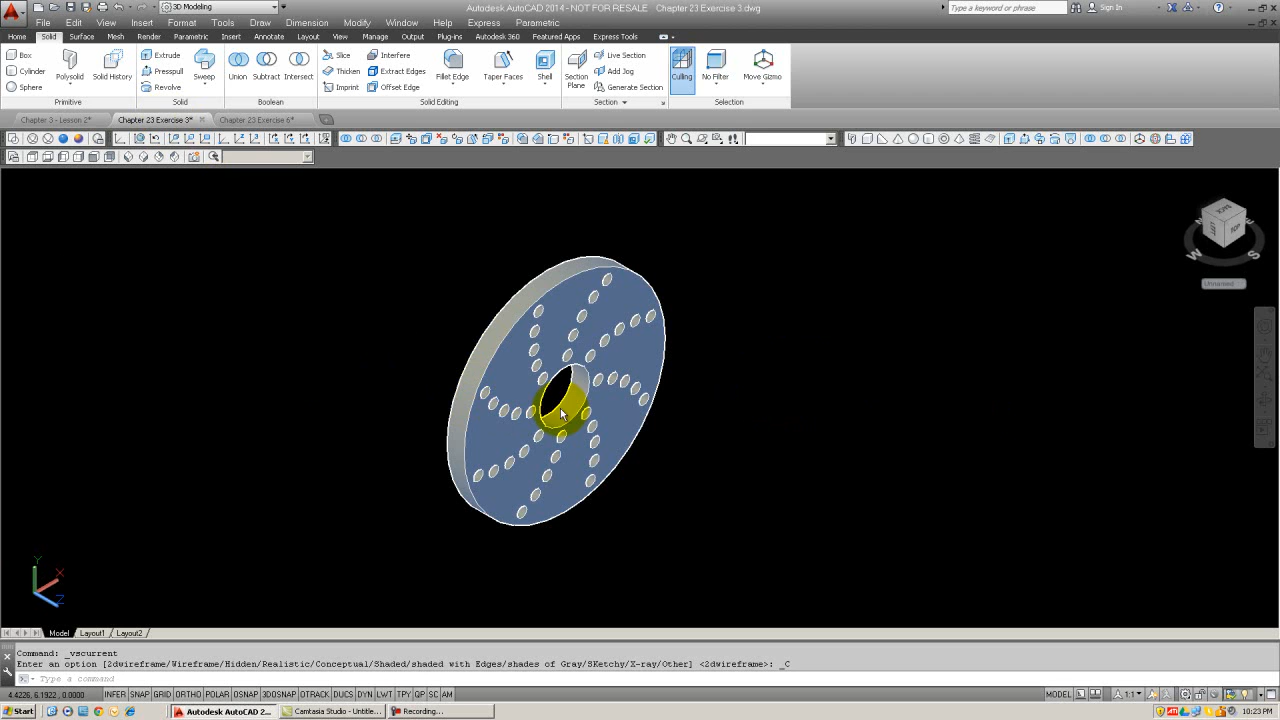 Autodesk AutoCAD 2014 - NOT FOR RESALE Chapter 23 Exercise 3.dwg
3D Modeling
Type a keyword or phrase
Sign In
File Edit View Insert Format Tools Draw Dimension Modify Window Help Express Parametric
Home Solid Surface Mesh Render Parametric Insert Annotate Layout View Manage Output Plug-ins Autodesk 360 Featured Apps Express Tools
Box Extrude Slice Interfere Live Section
Cylinder Presspull Thicken Extract Edges Add Jog
Sphere Revolve Imprint Offset Edge Generate Section
Polysolid Solid History Sweep Union Subtract Intersect Fillet Edge Taper Faces Shell Section Plane Culling No Filter Move Gizmo
Primitive Solid Boolean Solid Editing Section Selection
Chapter 3 - Lesson 2* Chapter 23 Exercise 3* Chapter 23 Exercise 6*
BACK
LEFT
TOP
W
S
Unnamed
Y
X
Z
Model Layout1 Layout2
Command: _vscurrent
Enter an option [2dwireframe/Wireframe/Hidden/Realistic/Conceptual/Shaded/shaded with Edges/shades of Gray/SKetchy/X-ray/Other] <2dwireframe>: _C
Type a command
4.4226, 6.1922, 0.0000 INFER SNAP GRID ORTHO POLAR OSNAP 3DOSNAP OTRACK DUCS DYN LWT TPY QP SC AM MODEL 1:1
Start Autodesk AutoCAD 2... Camtasia Studio - Untitle... Recording... 10:23 PM